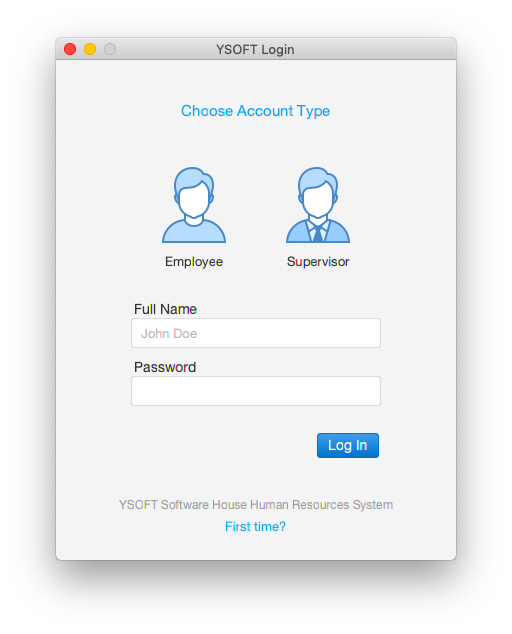 YSOFT Login
Choose Account Type
Employee
Supervisor
Full Name
John Doe
Password
Log In
YSOFT Software House Human Resources System
First time?